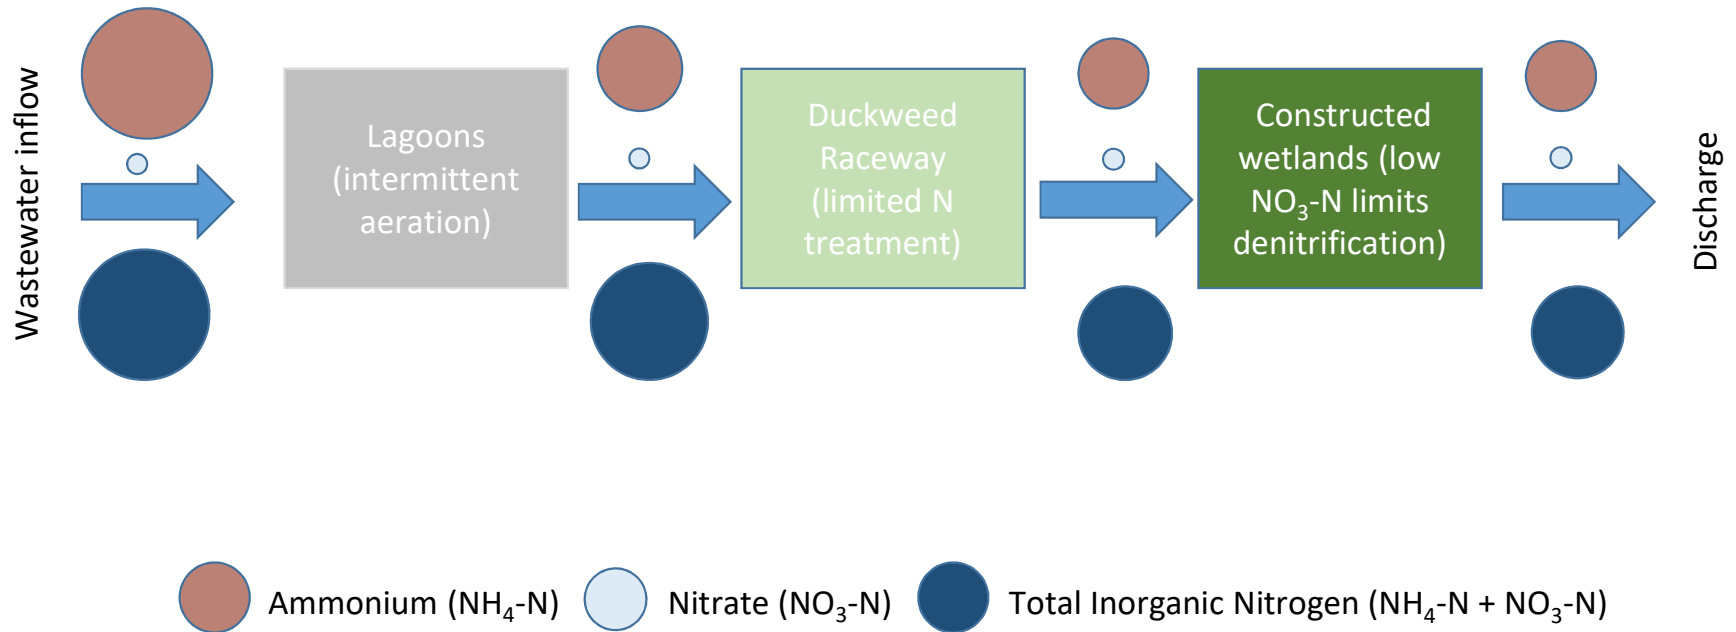 Wastewater inflow
Lagoons
(intermittent
aeration)
Duckweed
Raceway
(limited N
treatment)
Constructed
wetlands (low
NO₃-N limits
denitrification)
Discharge
Ammonium (NH₄-N)
Nitrate (NO₃-N)
Total Inorganic Nitrogen (NH₄-N + NO₃-N)